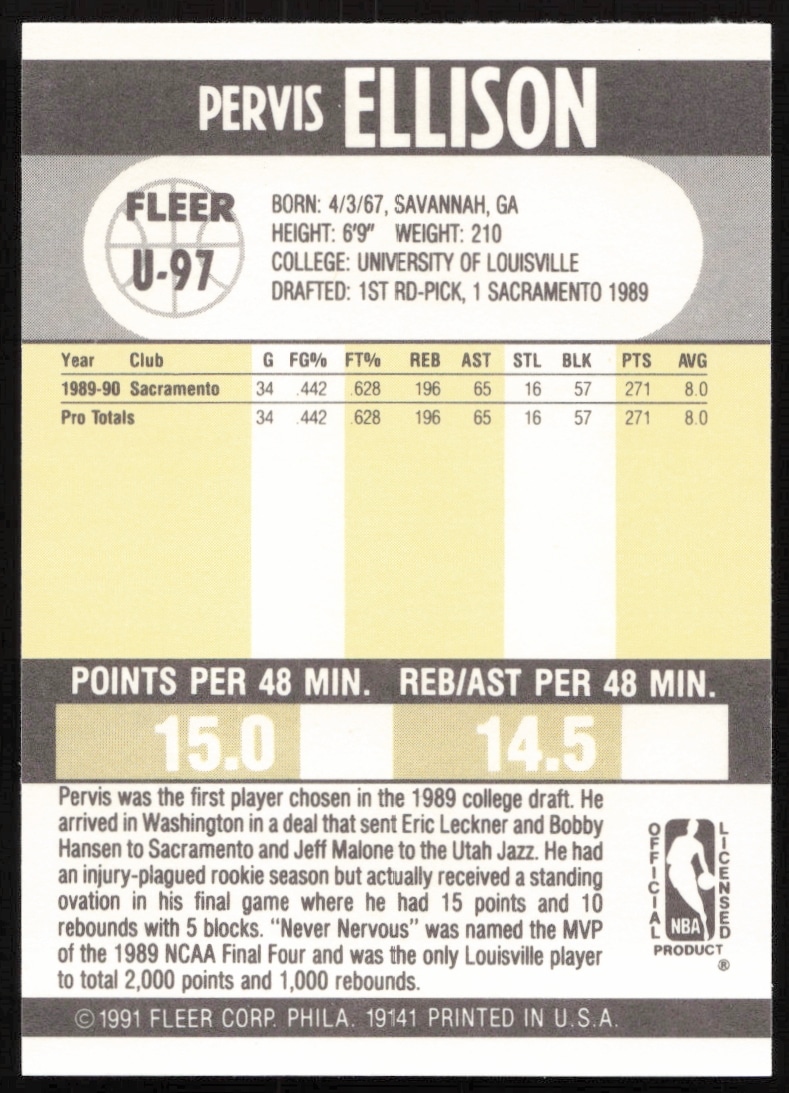 PERVIS ELLISON
FLEER
U-97
BORN: 4/3/67, SAVANNAH, GA
HEIGHT: 6'9" WEIGHT: 210
COLLEGE: UNIVERSITY OF LOUISVILLE
DRAFTED: 1ST RD-PICK, 1 SACRAMENTO 1989
Year Club G FG% FT% REB AST STL BLK PTS AVG
1989-90 Sacramento 34 .442 .628 196 65 16 57 271 8.0
Pro Totals 34 .442 .628 196 65 16 57 271 8.0
POINTS PER 48 MIN. REB/AST PER 48 MIN.
15.0 14.5
Pervis was the first player chosen in the 1989 college draft. He
arrived in Washington in a deal that sent Eric Leckner and Bobby
Hansen to Sacramento and Jeff Malone to the Utah Jazz. He had
an injury-plagued rookie season but actually received a standing
ovation in his final game where he had 15 points and 10
rebounds with 5 blocks. "Never Nervous" was named the MVP
of the 1989 NCAA Final Four and was the only Louisville player
to total 2,000 points and 1,000 rebounds.
OFFICIAL
LICENSED
NBA
PRODUCT
®
© 1991 FLEER CORP. PHILA. 19141 PRINTED IN U.S.A.